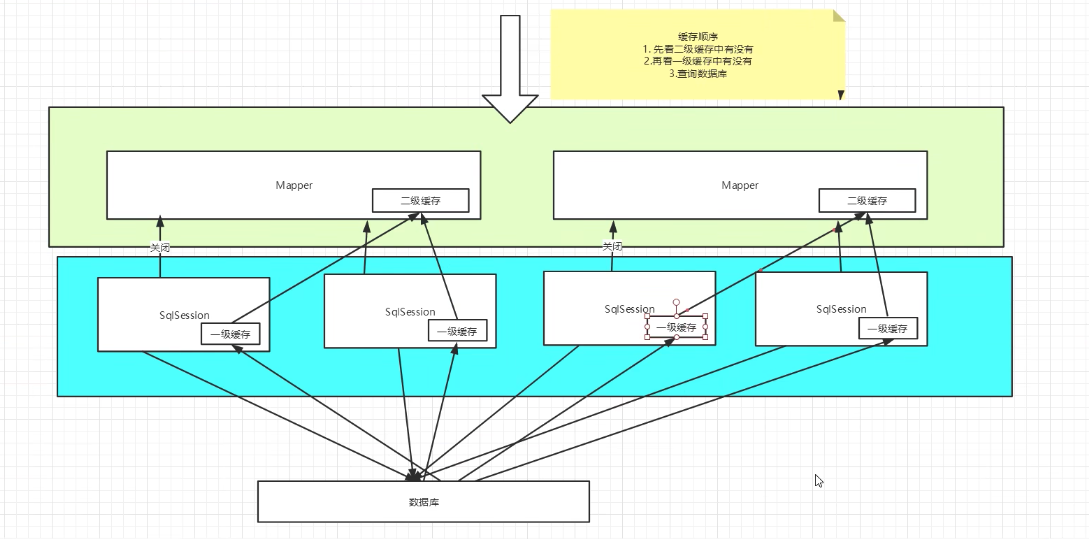 缓存顺序
1. 先看二级缓存中有没有
2.再看一级缓存中有没有
3.查询数据库
Mapper
二级缓存
Mapper
二级缓存
关闭
关闭
SqlSession
一级缓存
SqlSession
一级缓存
SqlSession
一级缓存
SqlSession
一级缓存
数据库